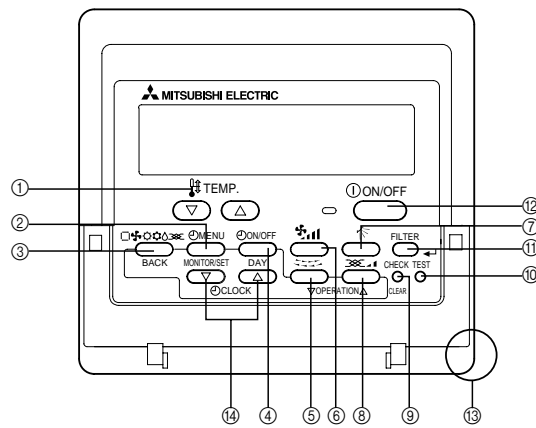 MITSUBISHI ELECTRIC
① TEMP. ON/OFF ⑫
② MENU ON/OFF FILTER ⑦
③ BACK MONITOR/SET DAY CHECK TEST ⑪
CLOCK OPERATION CLEAR ⑩
⑭ ④ ⑤ ⑥ ⑧ ⑨ ⑬